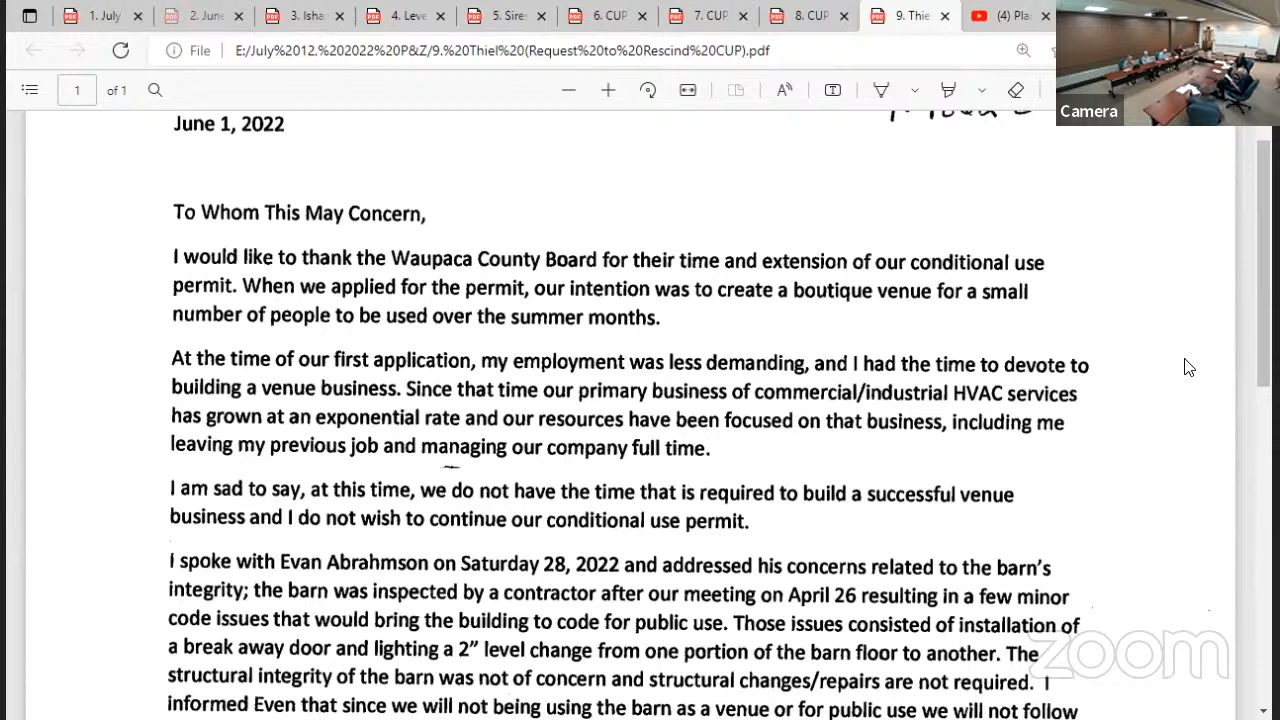 1. July
2. June
3. Isha
4. Leve
5. Sires
6. CUP
7. CUP
8. CUP
9. Thie
(4) Pla
File E:/July%2012.%202022%20P&Z/9.%20Thiel%20(Request%20to%20Rescind%20CUP).pdf
1 of 1
Camera
June 1, 2022
To Whom This May Concern,
I would like to thank the Waupaca County Board for their time and extension of our conditional use
permit. When we applied for the permit, our intention was to create a boutique venue for a small
number of people to be used over the summer months.
At the time of our first application, my employment was less demanding, and I had the time to devote to
building a venue business. Since that time our primary business of commercial/industrial HVAC services
has grown at an exponential rate and our resources have been focused on that business, including me
leaving my previous job and managing our company full time.
I am sad to say, at this time, we do not have the time that is required to build a successful venue
business and I do not wish to continue our conditional use permit.
I spoke with Evan Abrahmson on Saturday 28, 2022 and addressed his concerns related to the barn's
integrity; the barn was inspected by a contractor after our meeting on April 26 resulting in a few minor
code issues that would bring the building to code for public use. Those issues consisted of installation of
a break away door and lighting a 2" level change from one portion of the barn floor to another. The
structural integrity of the barn was not of concern and structural changes/repairs are not required. I
informed Even that since we will not being using the barn as a venue or for public use we will not follow
zoom